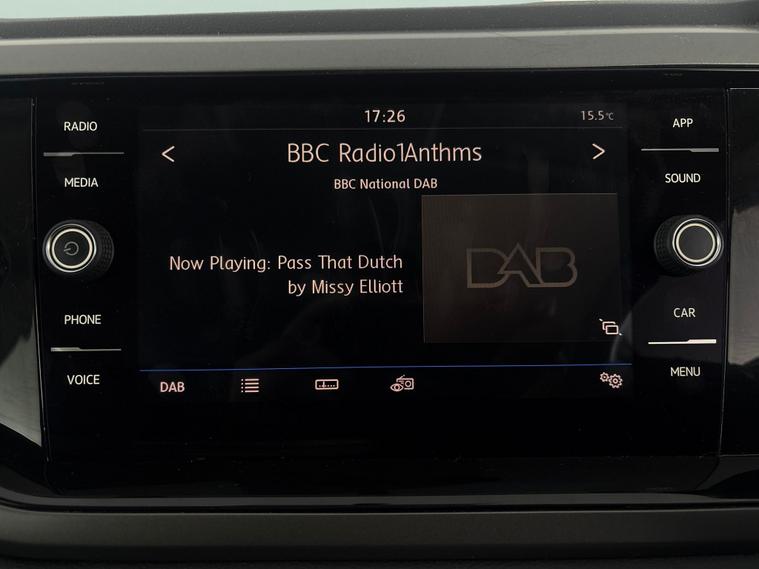 RADIO
MEDIA
PHONE
VOICE
17:26
15.5°C
< BBC Radio1Anthms >
BBC National DAB
Now Playing: Pass That Dutch
by Missy Elliott
DAB
DAB
APP
SOUND
CAR
MENU